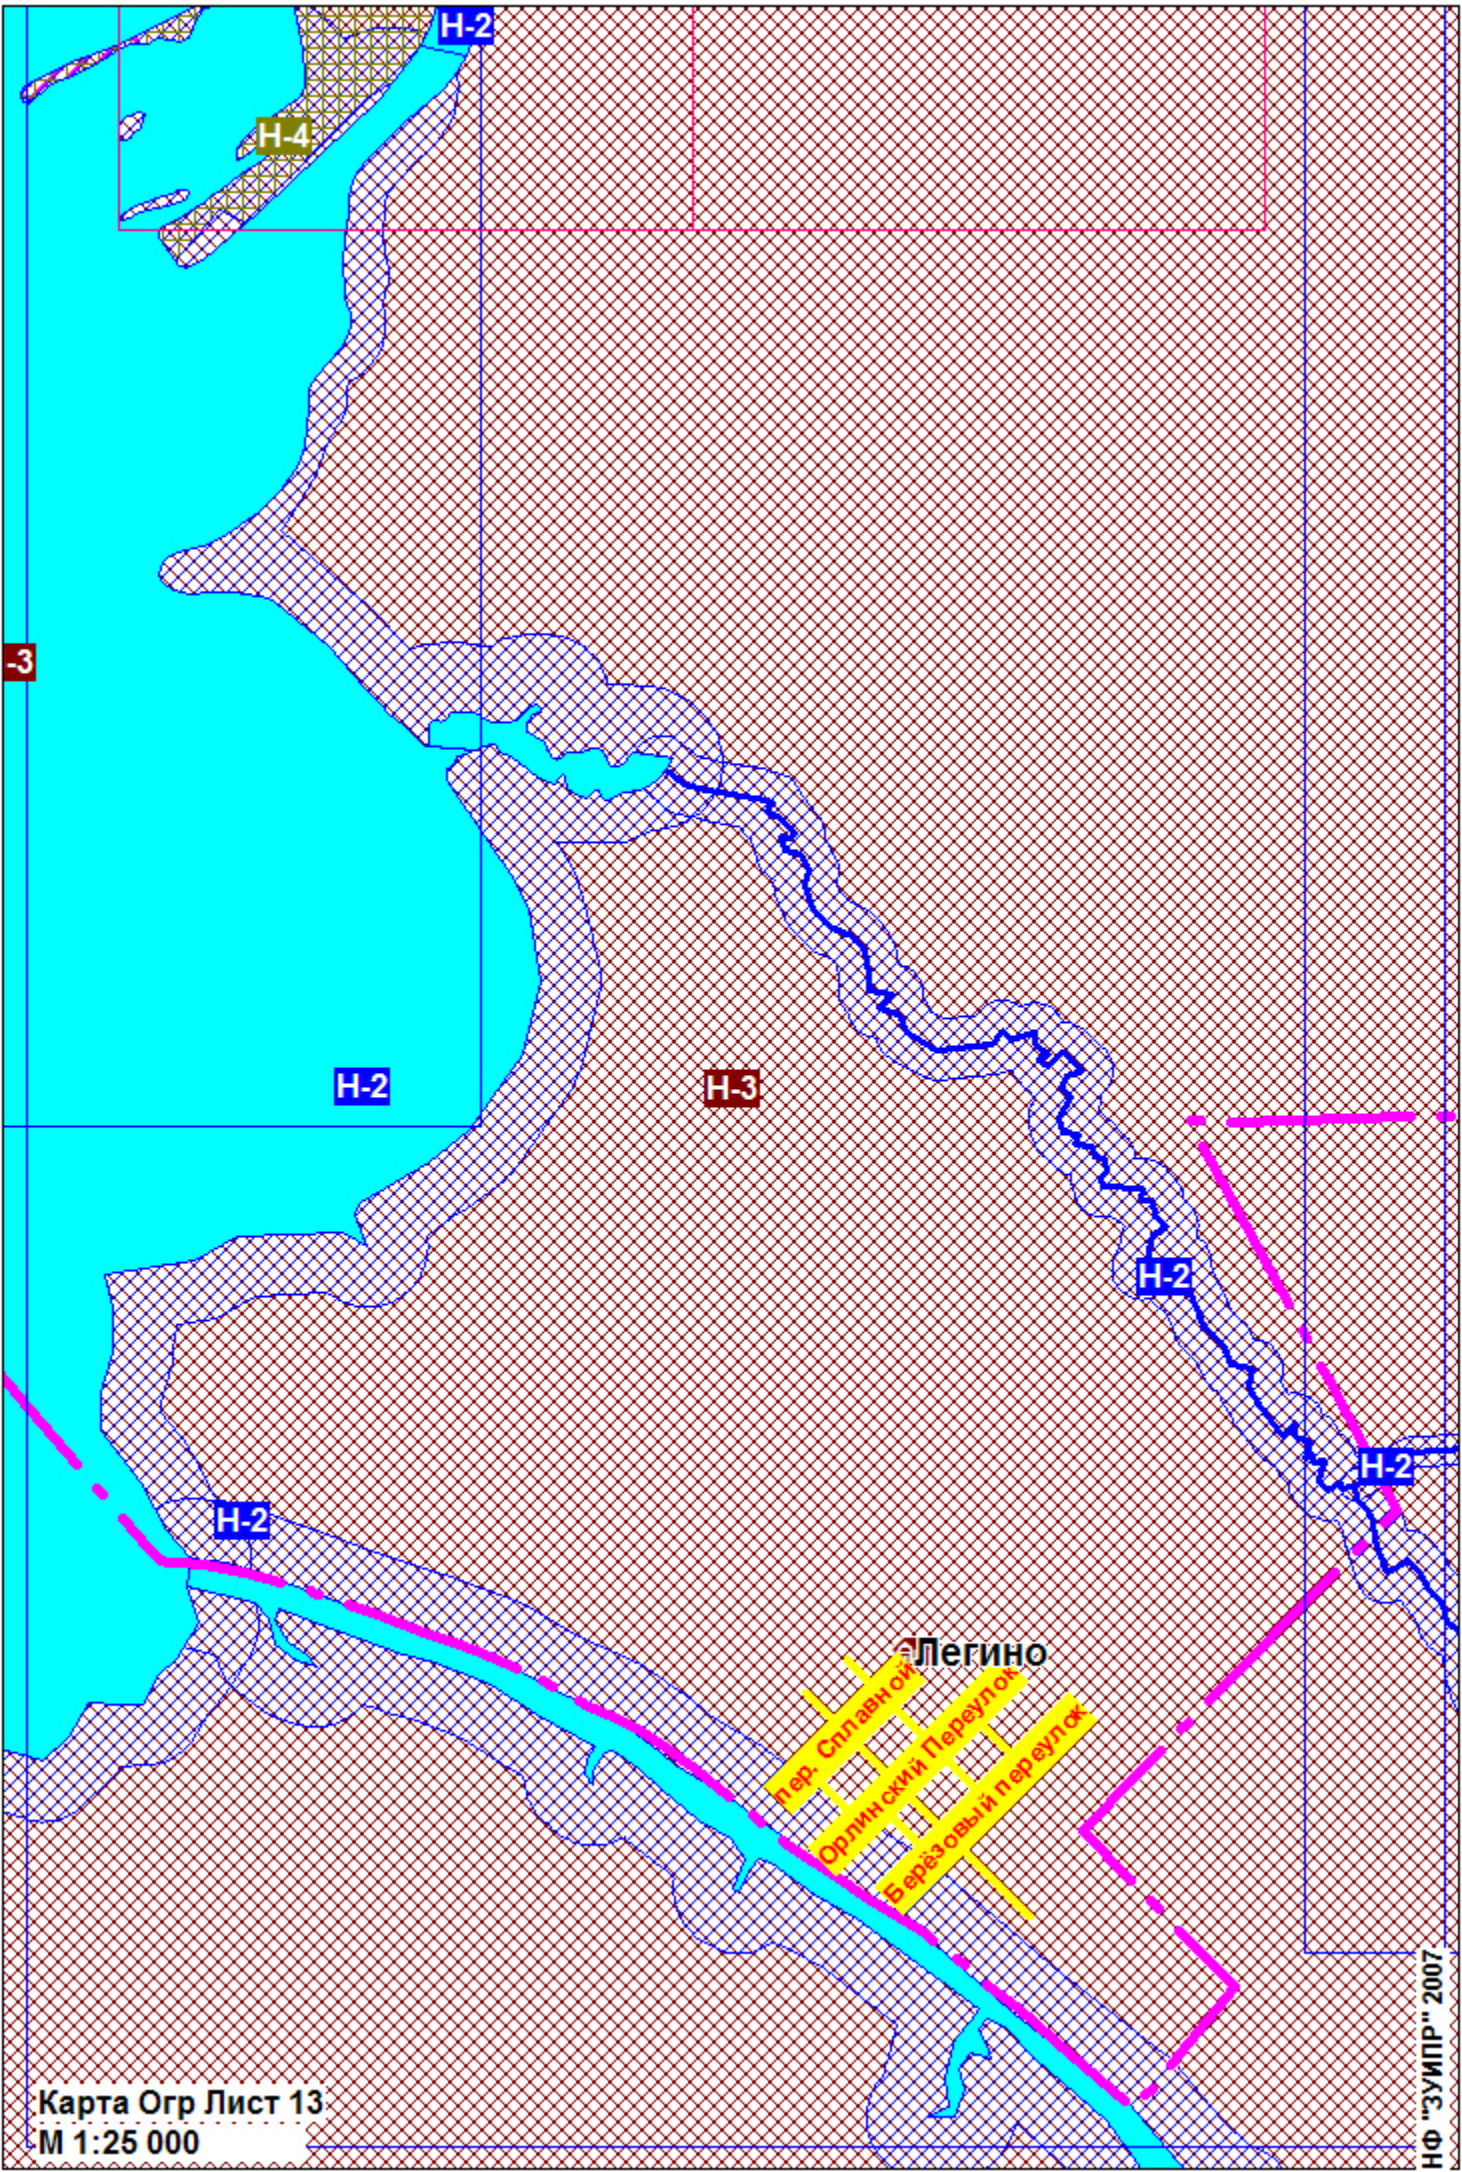 Н-2
Н-4
-3
Н-2
Н-3
Н-2
Н-2
Н-2
Легино
пер. Сплавной
Орлинский Переулок
Берёзовый переулок
НФ "ЗУИПР" 2007
Карта Огр Лист 13
М 1:25 000